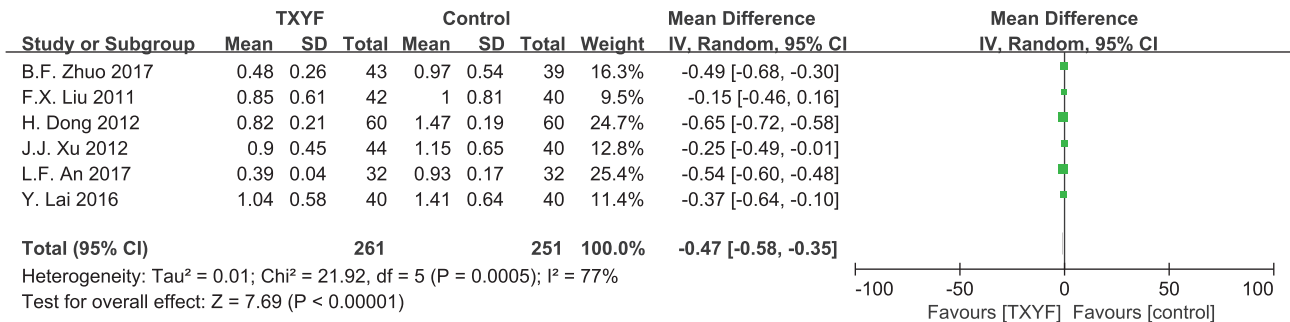 TXYF Control Mean Difference Mean Difference
Study or Subgroup Mean SD Total Mean SD Total Weight IV, Random, 95% CI IV, Random, 95% CI
B.F. Zhuo 2017 0.48 0.26 43 0.97 0.54 39 16.3% -0.49 [-0.68, -0.30]
F.X. Liu 2011 0.85 0.61 42 1 0.81 40 9.5% -0.15 [-0.46, 0.16]
H. Dong 2012 0.82 0.21 60 1.47 0.19 60 24.7% -0.65 [-0.72, -0.58]
J.J. Xu 2012 0.9 0.45 44 1.15 0.65 40 12.8% -0.25 [-0.49, -0.01]
L.F. An 2017 0.39 0.04 32 0.93 0.17 32 25.4% -0.54 [-0.60, -0.48]
Y. Lai 2016 1.04 0.58 40 1.41 0.64 40 11.4% -0.37 [-0.64, -0.10]
Total (95% CI) 261 251 100.0% -0.47 [-0.58, -0.35]
Heterogeneity: Tau² = 0.01; Chi² = 21.92, df = 5 (P = 0.0005); I² = 77%
Test for overall effect: Z = 7.69 (P < 0.00001)
-100 -50 0 50 100
Favours [TXYF] Favours [control]